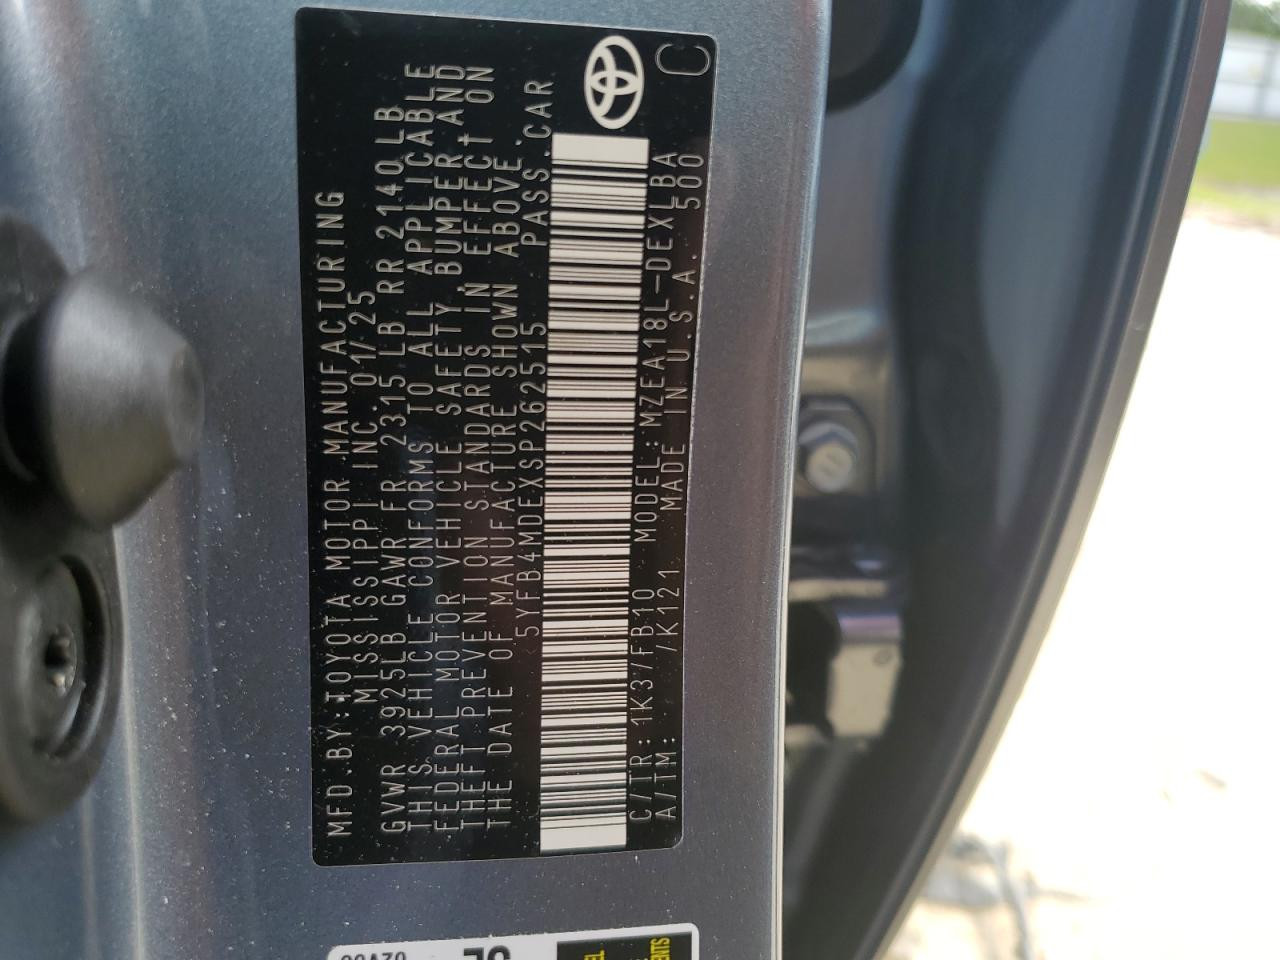 MFD.BY:TOYOTA MOTOR MANUFACTURING
MISSISSIPPI INC. 01/25
GVWR 3925LB GAWR FR 2315 LB RR 2140LB
THIS VEHICLE CONFORMS TO ALL APPLICABLE
FEDERAL MOTOR VEHICLE SAFETY, BUMPER AND
THEFT PREVENTION STANDARDS IN EFFECT ON
THE DATE OF MANUFACTURE SHOWN ABOVE.
5YFB4MDEXSP262515 PASS.CAR
C/TR:1K3/FB10 MODEL:MZEA18L-DEXLBA
A/TM: /K121 MADE IN U.S.A. 500
C